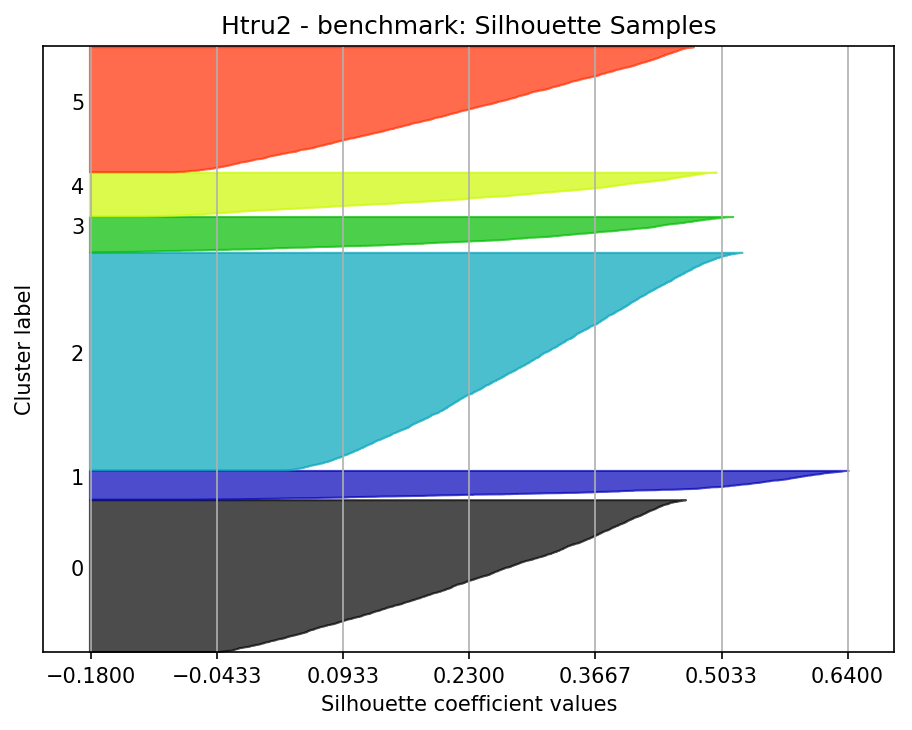 Htru2 - benchmark: Silhouette Samples
5
4
3
2
1
0
Cluster label
−0.1800 −0.0433 0.0933 0.2300 0.3667 0.5033 0.6400
Silhouette coefficient values